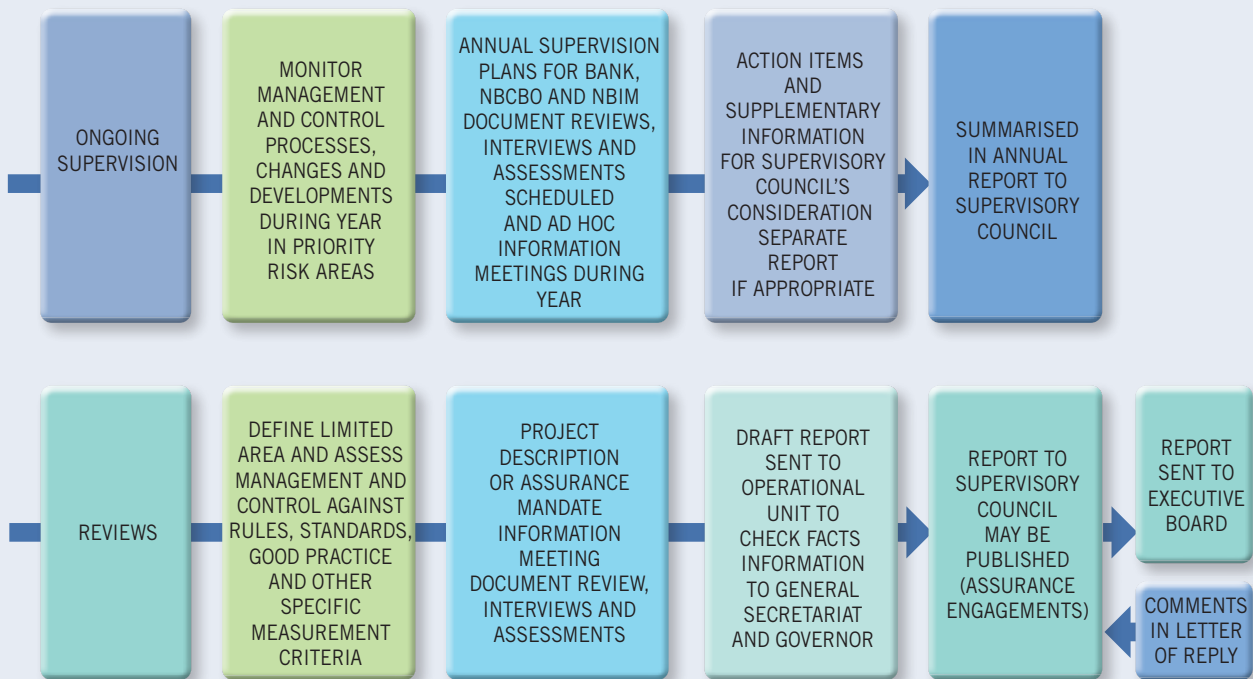 ONGOING
SUPERVISION
MONITOR
MANAGEMENT
AND CONTROL
PROCESSES,
CHANGES AND
DEVELOPMENTS
DURING YEAR
IN PRIORITY
RISK AREAS
ANNUAL SUPERVISION
PLANS FOR BANK,
NBCBO AND NBIM
DOCUMENT REVIEWS,
INTERVIEWS AND
ASSESSMENTS
SCHEDULED
AND AD HOC
INFORMATION
MEETINGS DURING
YEAR
ACTION ITEMS
AND
SUPPLEMENTARY
INFORMATION
FOR SUPERVISORY
COUNCIL'S
CONSIDERATION
SEPARATE
REPORT
IF APPROPRIATE
SUMMARISED
IN ANNUAL
REPORT TO
SUPERVISORY
COUNCIL
REVIEWS
DEFINE LIMITED
AREA AND ASSESS
MANAGEMENT AND
CONTROL AGAINST
RULES, STANDARDS,
GOOD PRACTICE
AND OTHER
SPECIFIC
MEASUREMENT
CRITERIA
PROJECT
DESCRIPTION
OR ASSURANCE
MANDATE
INFORMATION
MEETING
DOCUMENT REVIEW,
INTERVIEWS AND
ASSESSMENTS
DRAFT REPORT
SENT TO
OPERATIONAL
UNIT TO
CHECK FACTS
INFORMATION
TO GENERAL
SECRETARIAT
AND GOVERNOR
REPORT TO
SUPERVISORY
COUNCIL
MAY BE
PUBLISHED
(ASSURANCE
ENGAGEMENTS)
REPORT
SENT TO
EXECUTIVE
BOARD
COMMENTS
IN LETTER
OF REPLY